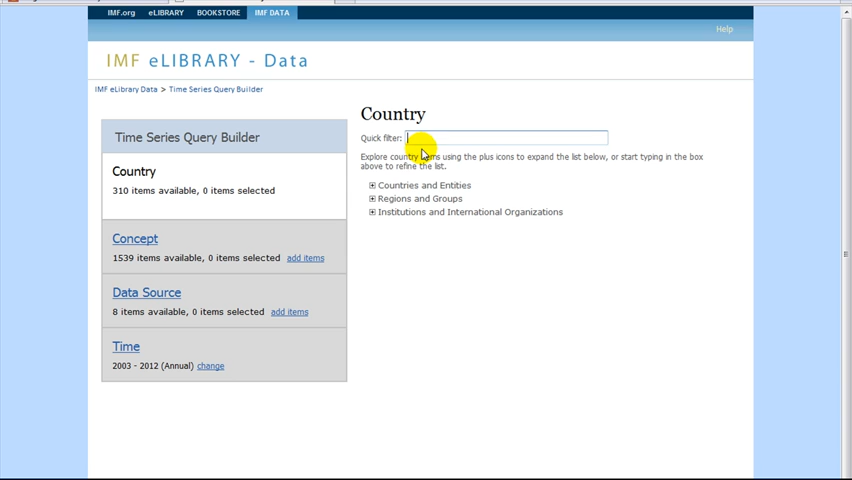 IMF.org eLIBRARY BOOKSTORE IMF DATA
Help
IMF eLIBRARY - Data
IMF eLibrary Data > Time Series Query Builder
Time Series Query Builder
Country
310 items available, 0 items selected
Concept
1539 items available, 0 items selected add items
Data Source
8 items available, 0 items selected add items
Time
2003 - 2012 (Annual) change
Country
Quick filter:
Explore country items using the plus icons to expand the list below, or start typing in the box
above to refine the list.
Countries and Entities
Regions and Groups
Institutions and International Organizations